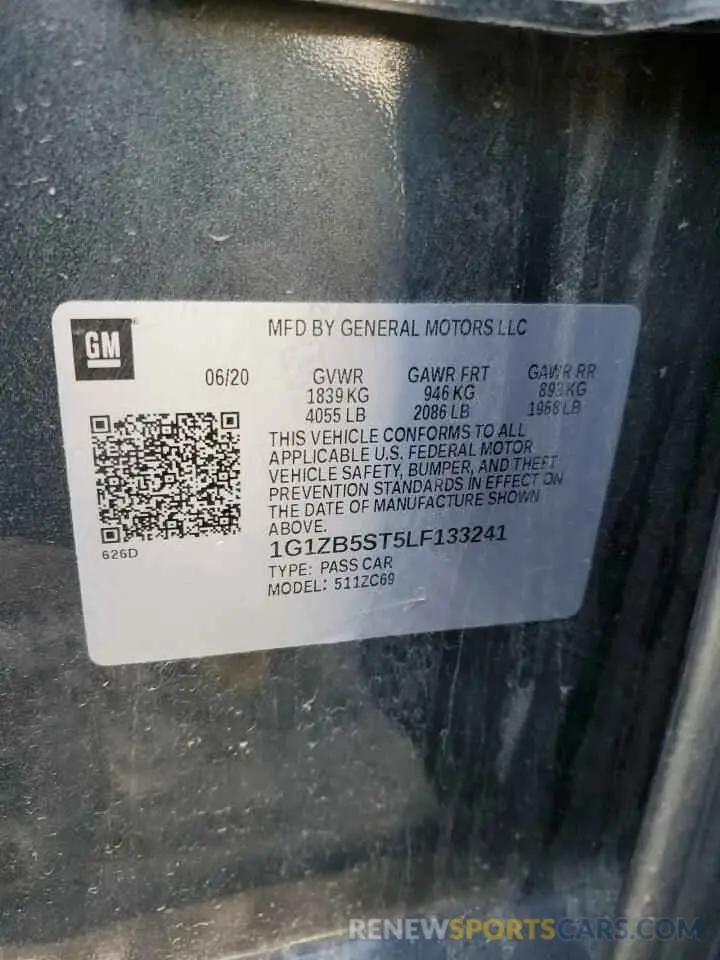 GM
MFD BY GENERAL MOTORS LLC
06/20 GVWR GAWR FRT GAWR RR
1839 KG 946 KG 893 KG
4055 LB 2086 LB 1968 LB
THIS VEHICLE CONFORMS TO ALL
APPLICABLE U.S. FEDERAL MOTOR
VEHICLE SAFETY, BUMPER, AND THEFT
PREVENTION STANDARDS IN EFFECT ON
THE DATE OF MANUFACTURE SHOWN
ABOVE.
626D
1G1ZB5ST5LF133241
TYPE: PASS CAR
MODEL: 511ZC69
RENEWSPORTSCARS.COM